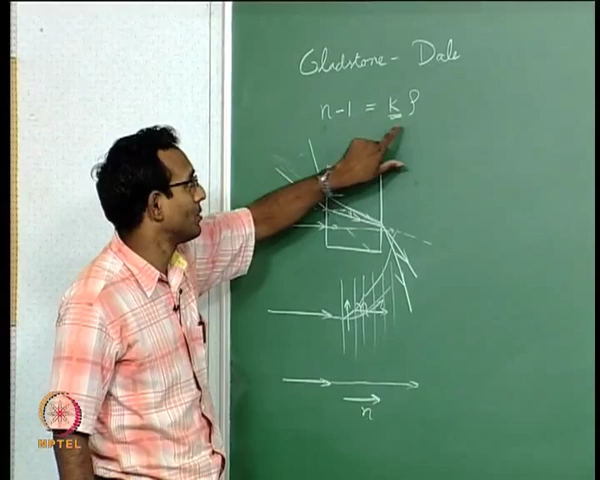 Gladstone - Dale
n-1 = k ρ
n
n
NPTEL